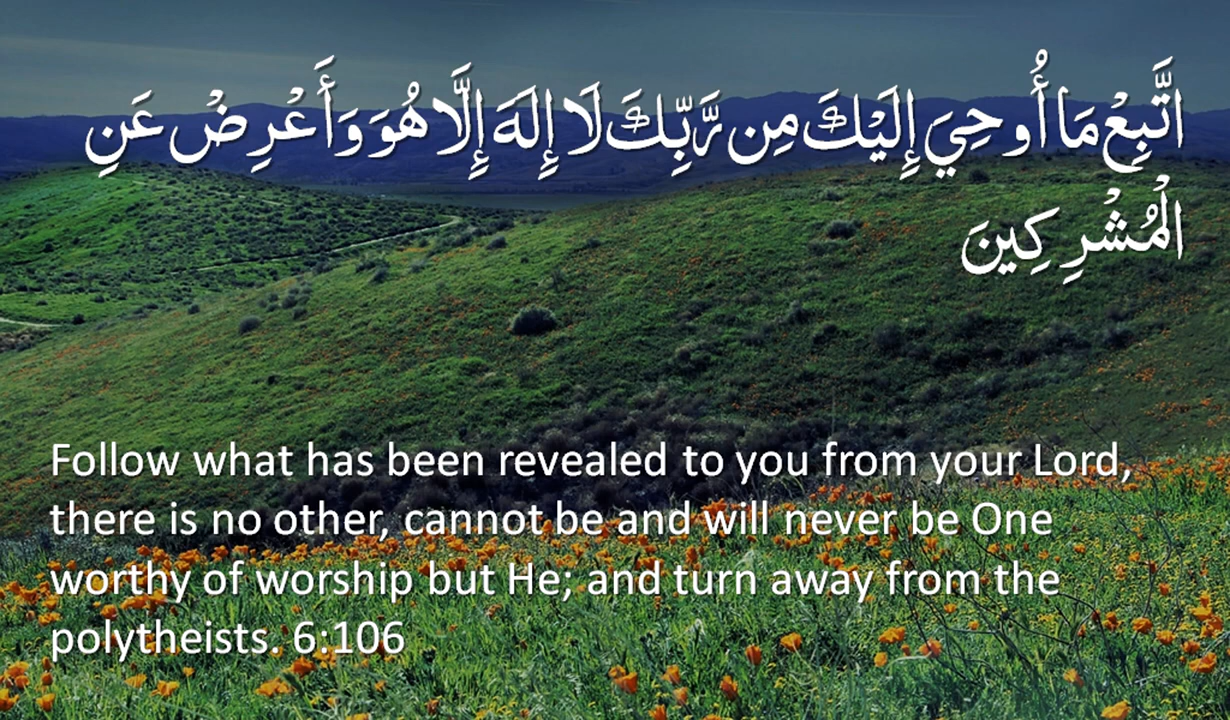 اتَّبِعْ مَا أُوحِيَ إِلَيْكَ مِن رَّبِّكَ لَا إِلَهَ إِلَّا هُوَ وَأَعْرِضْ عَنِ
الْمُشْرِكِينَ
Follow what has been revealed to you from your Lord,
there is no other, cannot be and will never be One
worthy of worship but He; and turn away from the
polytheists. 6:106